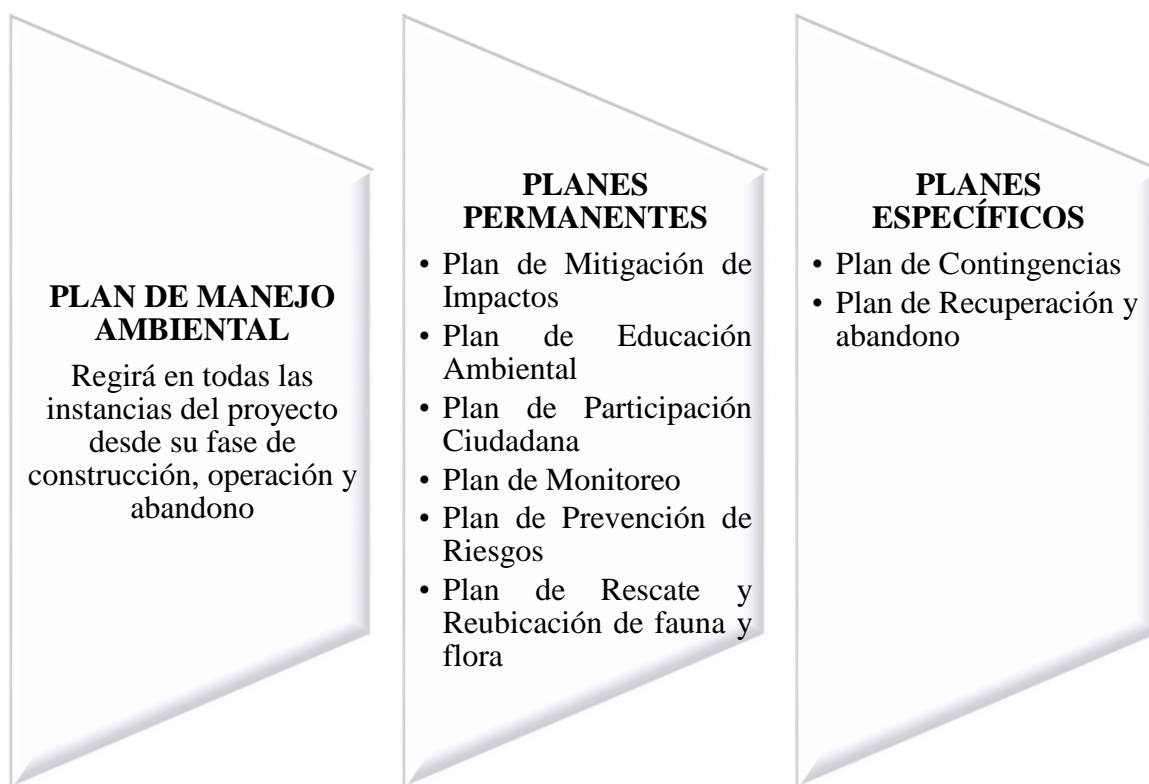 PLAN DE MANEJO
AMBIENTAL
Regirá en todas las
instancias del proyecto
desde su fase de
construcción, operación y
abandono
PLANES
PERMANENTES
• Plan de Mitigación de
Impactos
• Plan de Educación
Ambiental
• Plan de Participación
Ciudadana
• Plan de Monitoreo
• Plan de Prevención de
Riesgos
• Plan de Rescate y
Reubicación de fauna y
flora
PLANES
ESPECÍFICOS
• Plan de Contingencias
• Plan de Recuperación y
abandono